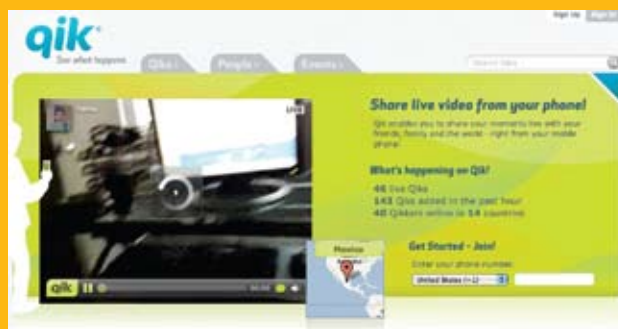 Sign Up Sign In
qik
See what happens
Qiks People Events
LIVE
Share live video from your phone!
Qik enables you to share your moments live with your
friends, family and the world - right from your mobile
phone!
What's happening on Qik!
46 live Qiks
143 Qiks added in the past hour
40 Qikkers online in 14 countries
Mexico
Get Started - Join!
Enter your phone number:
United States (+1)
qik